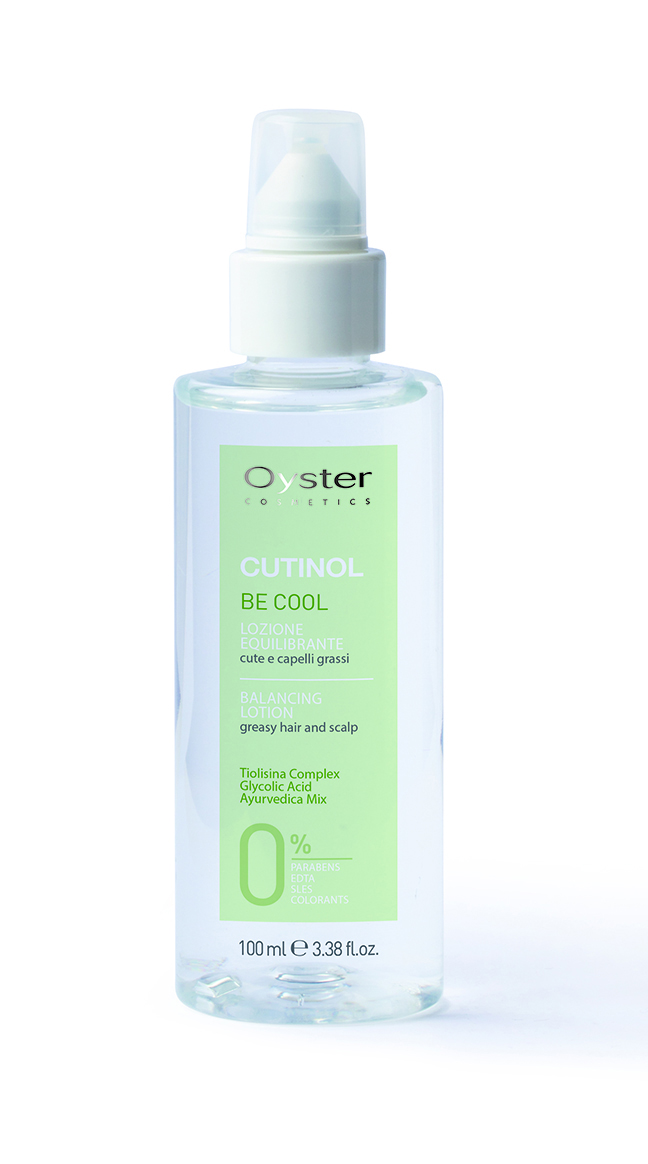 Oyster
COSMETICS
CUTINOL
BE COOL
LOZIONE
EQUILIBRANTE
cute e capelli grassi
BALANCING
LOTION
greasy hair and scalp
Tiolisina Complex
Glycolic Acid
Ayurvedica Mix
0%
PARABENS
EDTA
SLES
COLORANTS
100 ml ℮ 3.38 fl.oz.